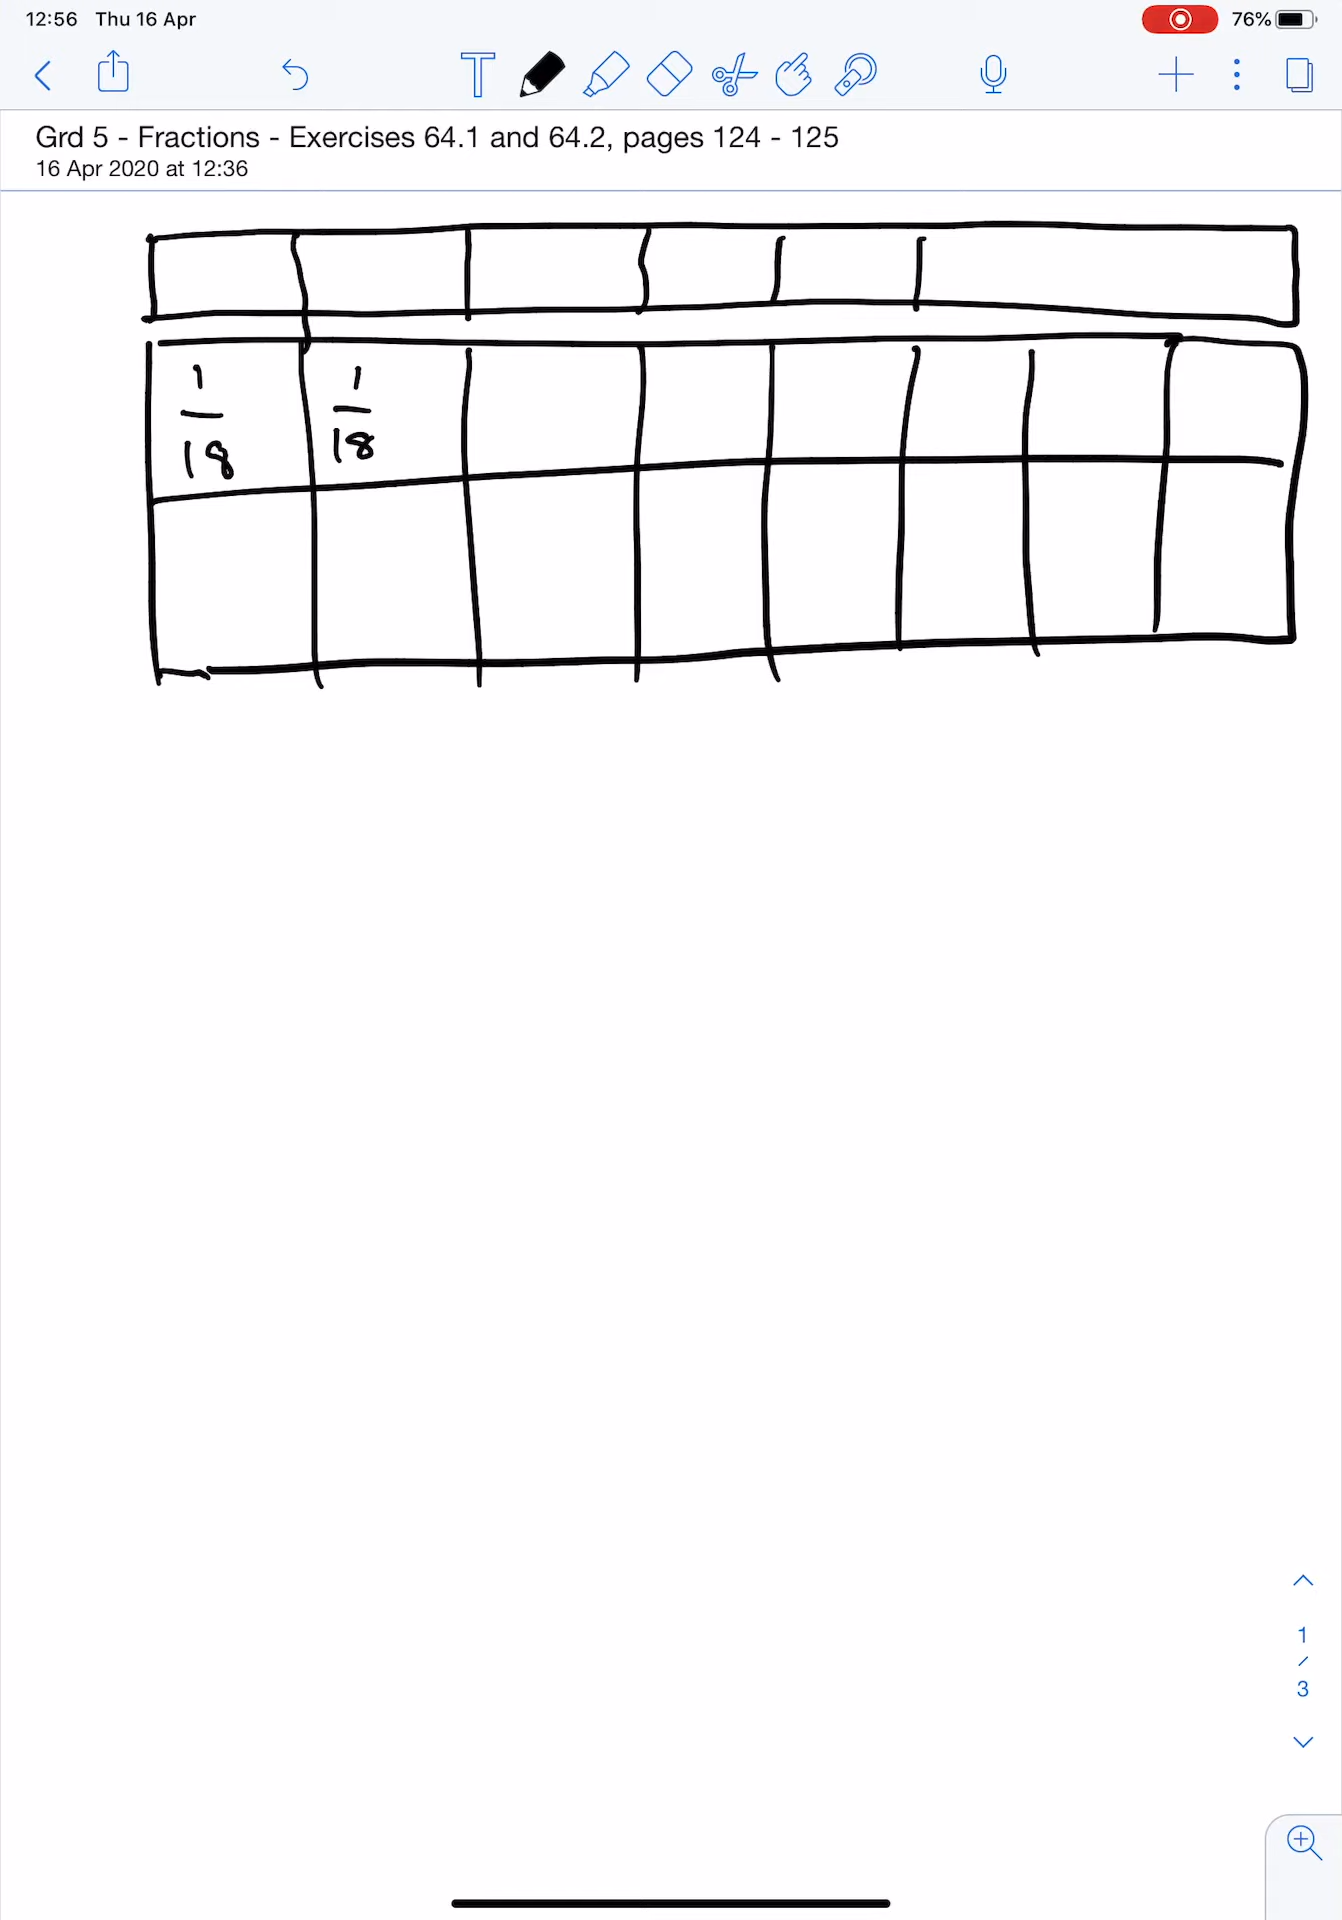 12:56 Thu 16 Apr 76%
T
Grd 5 - Fractions - Exercises 64.1 and 64.2, pages 124 - 125
16 Apr 2020 at 12:36
1 1
18 18
1
/
3